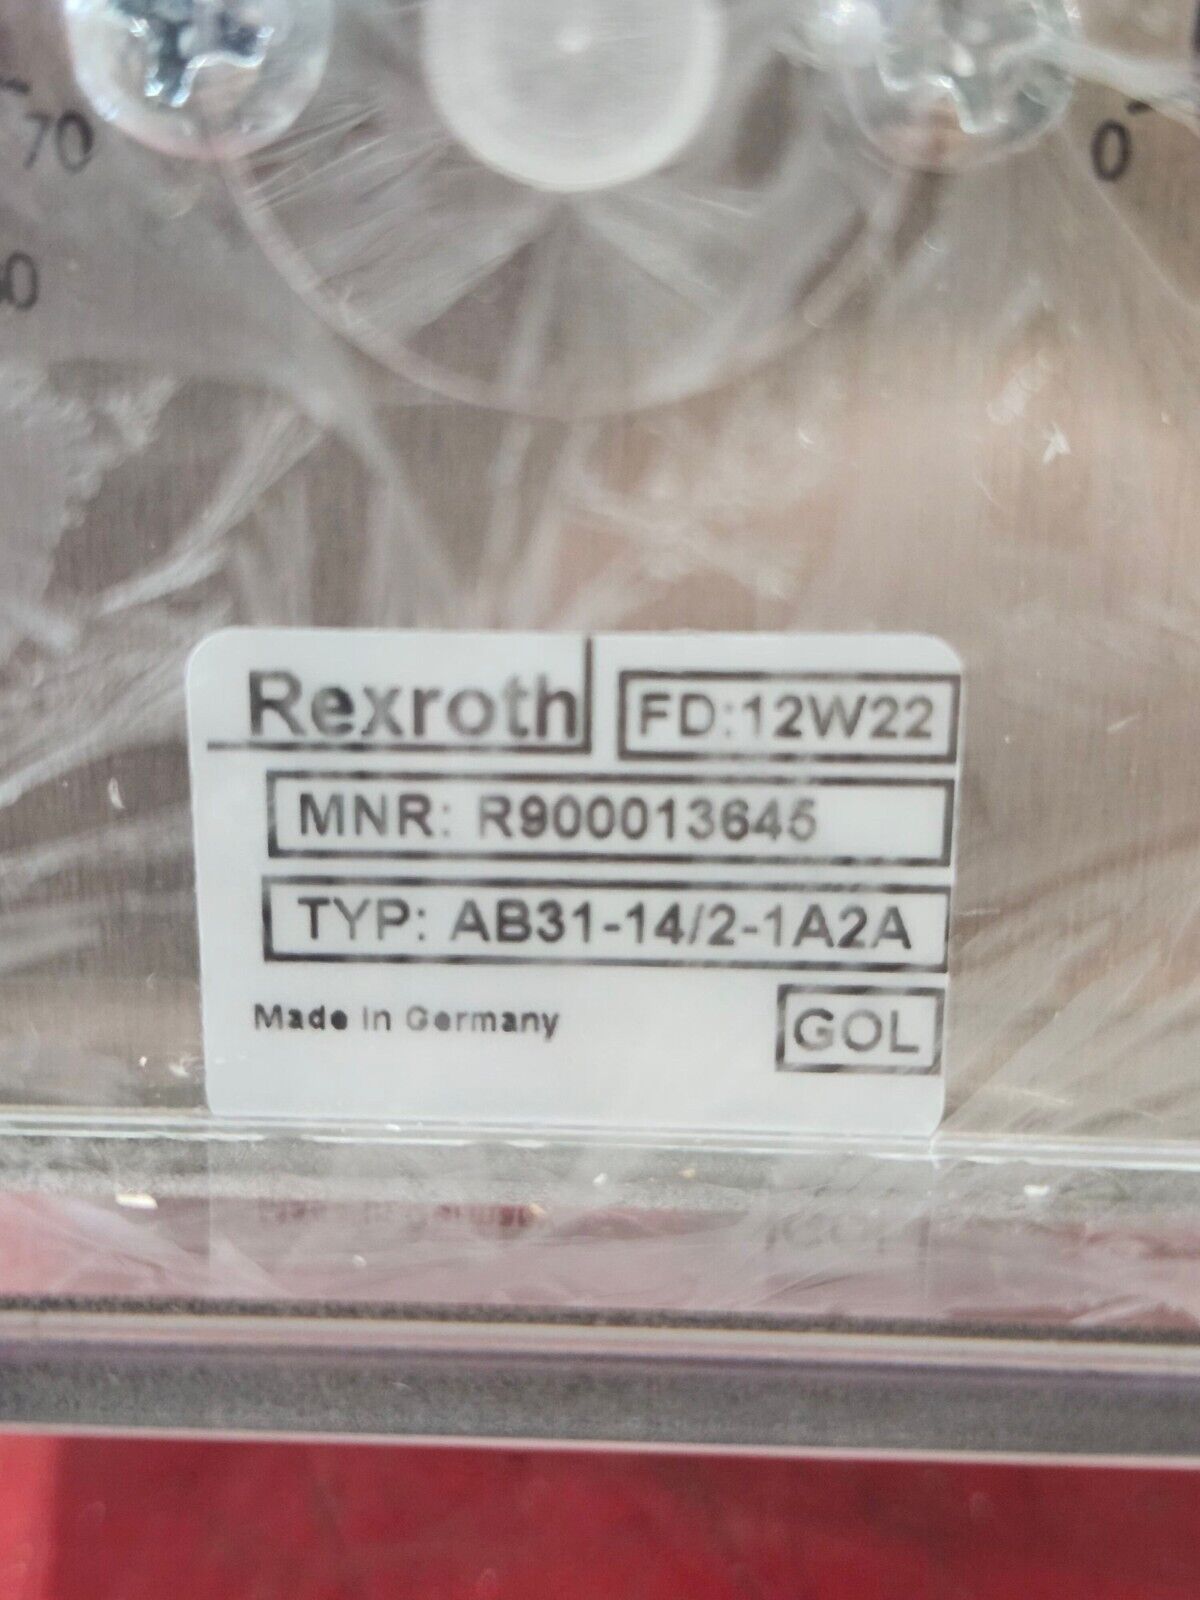 70
0
Rexroth
FD:12W22
MNR: R900013645
TYP: AB31-14/2-1A2A
Made in Germany
GOL